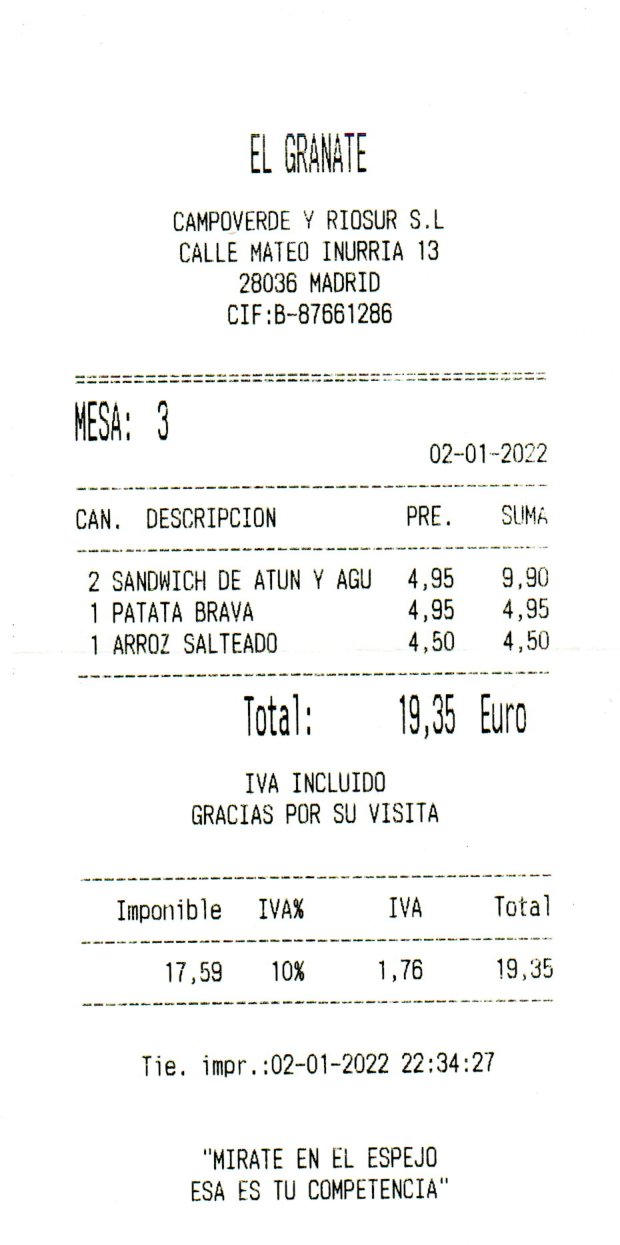 EL GRANATE
CAMPOVERDE Y RIOSUR S.L
CALLE MATEO INURRIA 13
28036 MADRID
CIF:B-87661286
MESA: 3
02-01-2022
CAN. DESCRIPCION PRE. SUMA
2 SANDWICH DE ATUN Y AGU 4,95 9,90
1 PATATA BRAVA 4,95 4,95
1 ARROZ SALTEADO 4,50 4,50
Total: 19,35 Euro
IVA INCLUIDO
GRACIAS POR SU VISITA
Imponible IVA% IVA Total
17,59 10% 1,76 19,35
Tie. impr.:02-01-2022 22:34:27
"MIRATE EN EL ESPEJO
ESA ES TU COMPETENCIA"